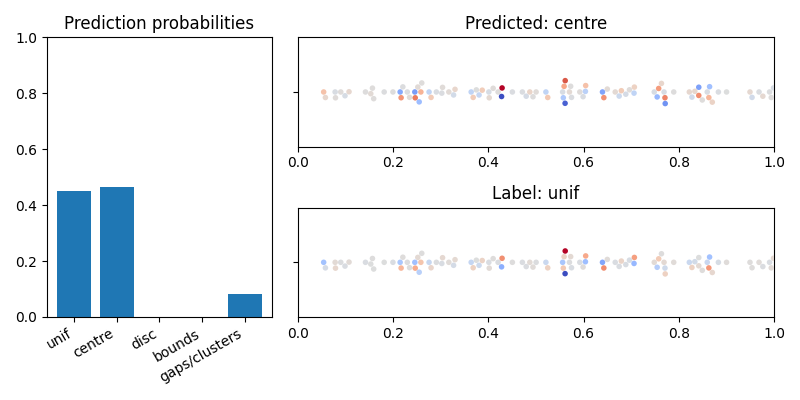 Prediction probabilities
1.0
0.8
0.6
0.4
0.2
0.0
unif
centre
disc
bounds
gaps/clusters
Predicted: centre
0.0 0.2 0.4 0.6 0.8 1.0
Label: unif
0.0 0.2 0.4 0.6 0.8 1.0